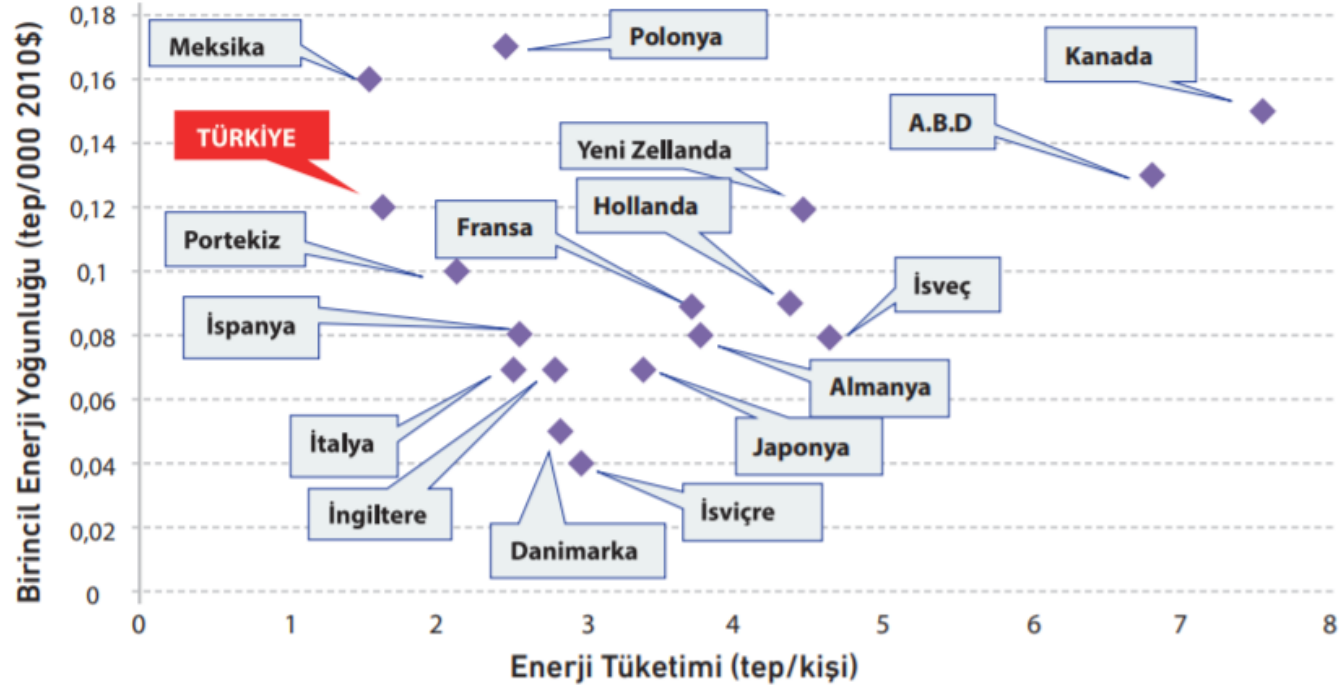 Birincil Enerji Yoğunluğu (tep/000 2010$)
0,18
0,16
0,14
0,12
0,1
0,08
0,06
0,04
0,02
0
Meksika
Polonya
Kanada
A.B.D
TÜRKİYE
Yeni Zellanda
Hollanda
Fransa
Portekiz
İsveç
İspanya
Almanya
İtalya
Japonya
İngiltere
İsviçre
Danimarka
0 1 2 3 4 5 6 7 8
Enerji Tüketimi (tep/kişi)